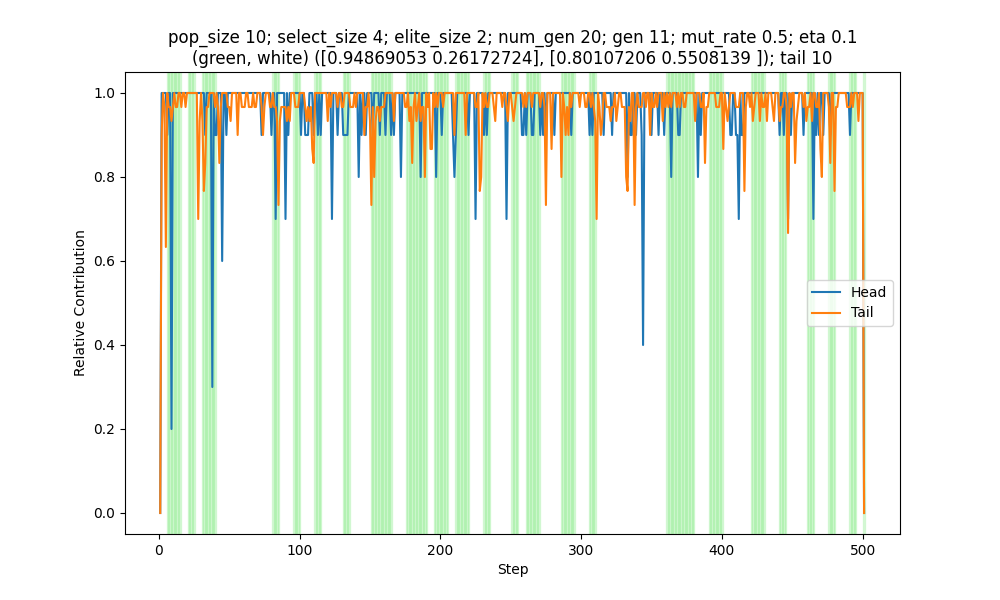 pop_size 10; select_size 4; elite_size 2; num_gen 20; gen 11; mut_rate 0.5; eta 0.1
(green, white) ([0.94869053 0.26172724], [0.80107206 0.5508139 ]); tail 10
1.0
0.8
0.6
0.4
0.2
0.0
Relative Contribution
Head
Tail
0
100
200
300
400
500
Step